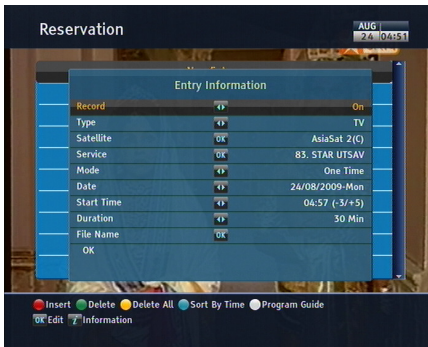 Reservation
AUG
24 04:51
Entry Information
Record On
Type TV
Satellite OK AsiaSat 2(C)
Service OK 83. STAR UTSAV
Mode One Time
Date 24/08/2009-Mon
Start Time 04:57 (-3/+5)
Duration 30 Min
File Name OK
OK
Insert Delete Delete All Sort By Time Program Guide
OK Edit i Information